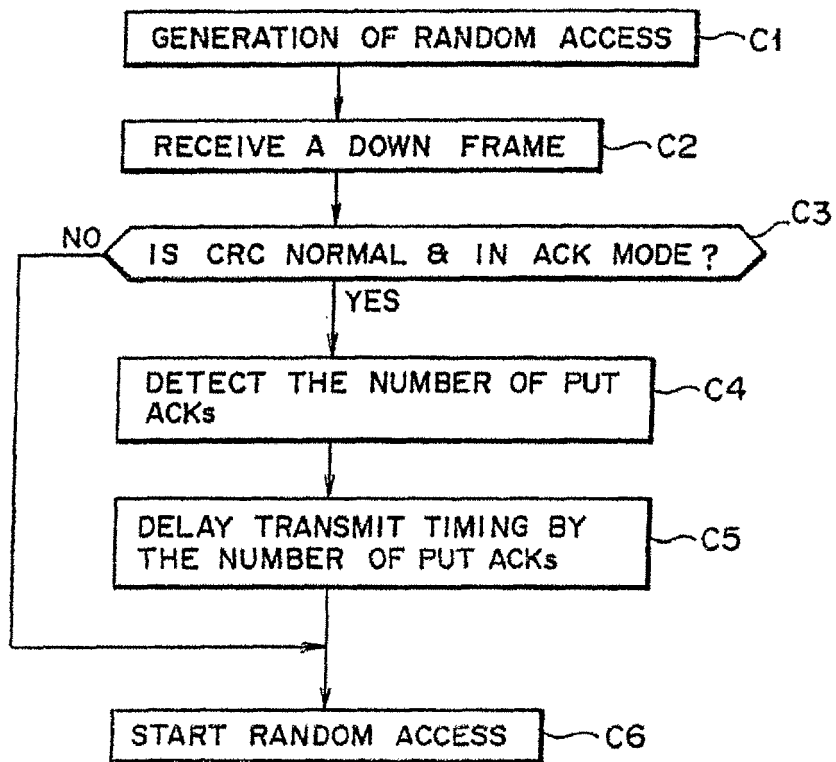 GENERATION OF RANDOM ACCESS
C1
RECEIVE A DOWN FRAME
C2
C3
NO
IS CRC NORMAL & IN ACK MODE?
YES
DETECT THE NUMBER OF PUT
ACKs
C4
DELAY TRANSMIT TIMING BY
THE NUMBER OF PUT ACKs
C5
START RANDOM ACCESS
C6